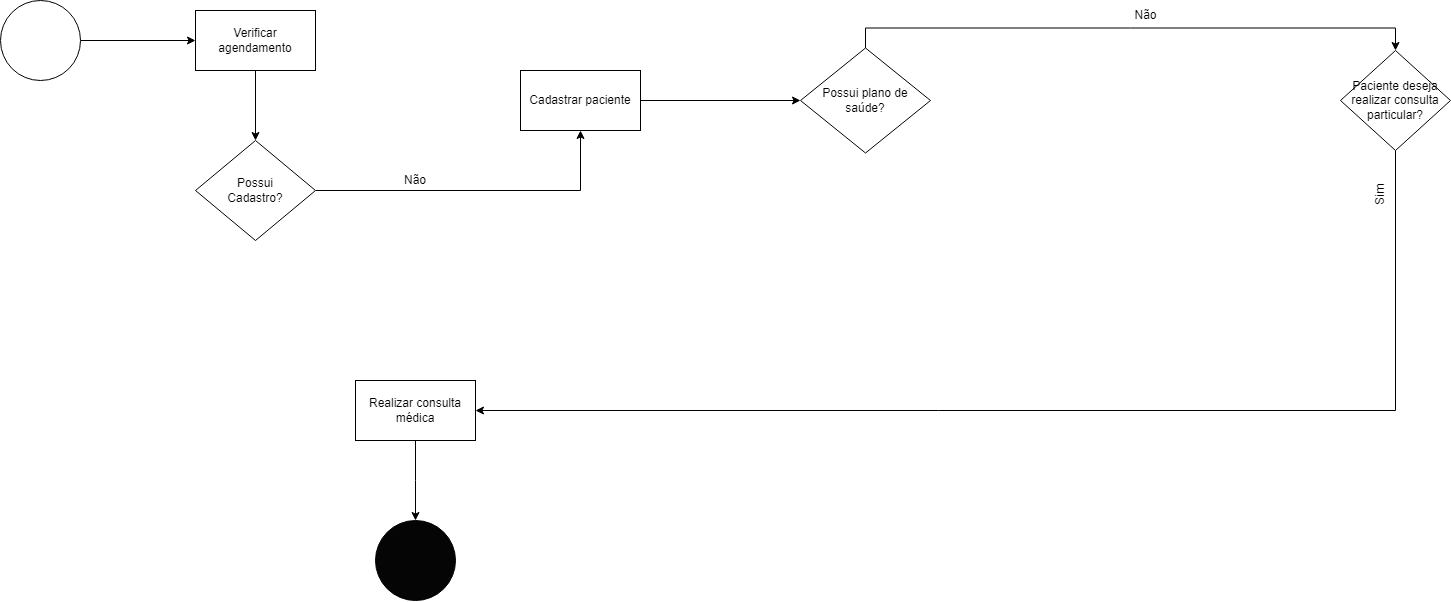 Não
Verificar
agendamento
Cadastrar paciente
Possui plano de
saúde?
Paciente deseja
realizar consulta
particular?
Possui
Cadastro?
Não
Sim
Realizar consulta
médica